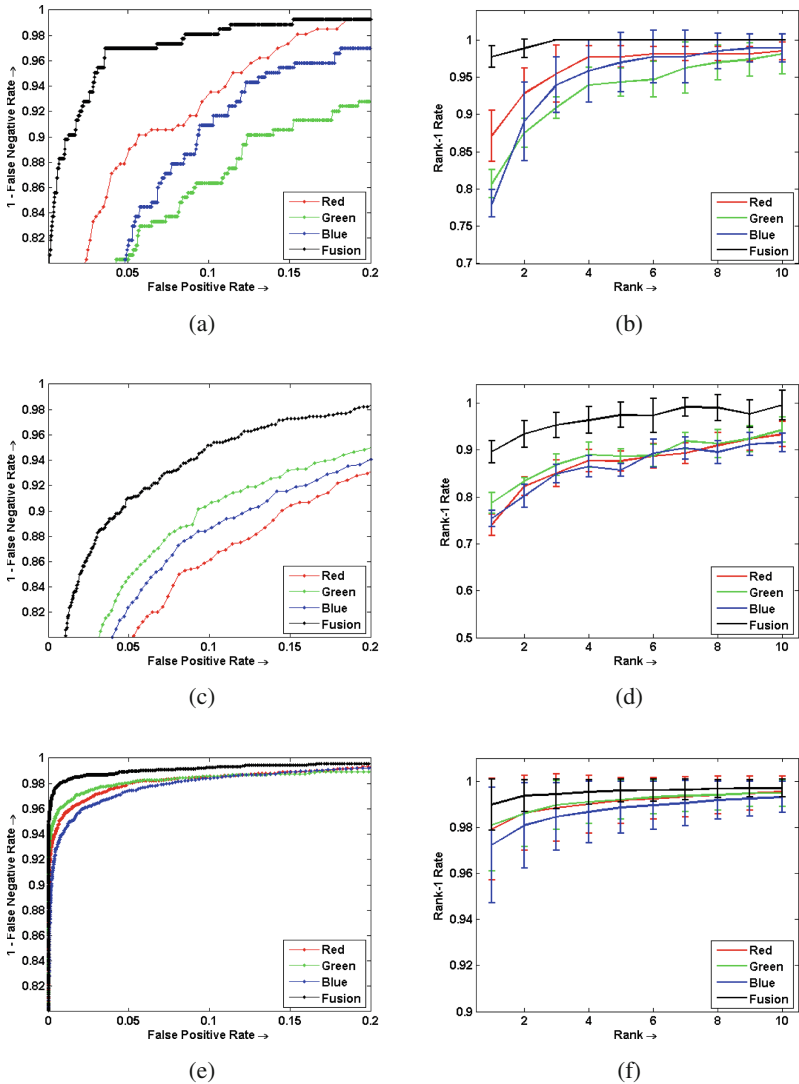 1
0.98
0.96
0.94
0.92
0.9
0.88
0.86
0.84
0.82
1 - False Negative Rate →
0.05
0.1
0.15
0.2
False Positive Rate →
Red
Green
Blue
Fusion
(a)
1
0.95
0.9
0.85
0.8
0.75
0.7
Rank-1 Rate
2
4
6
8
10
Rank →
Red
Green
Blue
Fusion
(b)
1
0.98
0.96
0.94
0.92
0.9
0.88
0.86
0.84
0.82
1 - False Negative Rate →
0.05
0.1
0.15
0.2
False Positive Rate →
Red
Green
Blue
Fusion
(c)
1
0.9
0.8
0.7
0.6
0.5
Rank-1 Rate
2
4
6
8
10
Rank →
Red
Green
Blue
Fusion
(d)
1
0.98
0.96
0.94
0.92
0.9
0.88
0.86
0.84
0.82
1 - False Negative Rate →
0
0.05
0.1
0.15
0.2
False Positive Rate →
Red
Green
Blue
Fusion
(e)
1
0.98
0.96
0.94
0.92
0.9
Rank-1 Rate
2
4
6
8
10
Rank →
Red
Green
Blue
Fusion
(f)